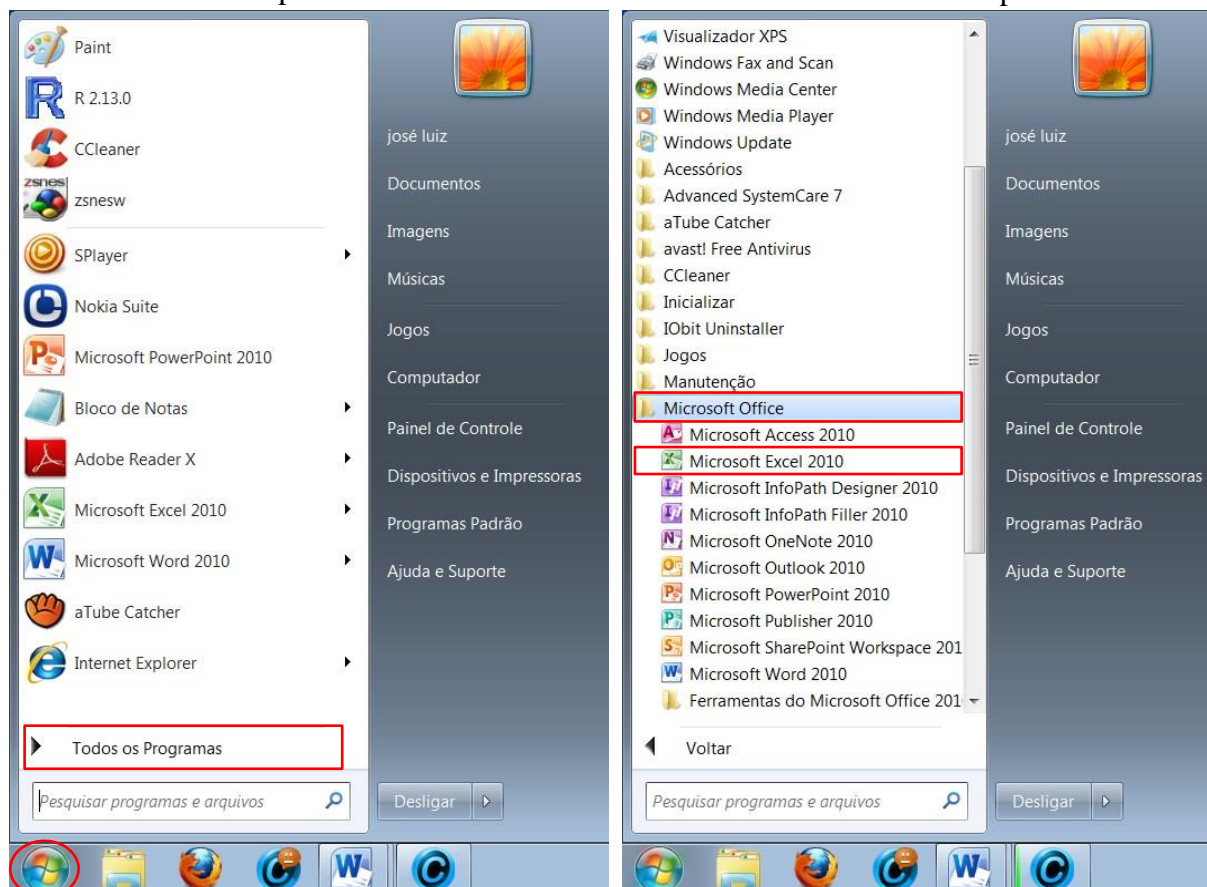 Paint
R 2.13.0
CCleaner
zsnesw
SPlayer
Nokia Suite
Microsoft PowerPoint 2010
Bloco de Notas
Adobe Reader X
Microsoft Excel 2010
Microsoft Word 2010
aTube Catcher
Internet Explorer
Todos os Programas
Pesquisar programas e arquivos
josé luiz
Documentos
Imagens
Músicas
Jogos
Computador
Painel de Controle
Dispositivos e Impressoras
Programas Padrão
Ajuda e Suporte
Desligar
Visualizador XPS
Windows Fax and Scan
Windows Media Center
Windows Media Player
Windows Update
Acessórios
Advanced SystemCare 7
aTube Catcher
avast! Free Antivirus
CCleaner
Inicializar
IObit Uninstaller
Jogos
Manutenção
Microsoft Office
Microsoft Access 2010
Microsoft Excel 2010
Microsoft InfoPath Designer 2010
Microsoft InfoPath Filler 2010
Microsoft OneNote 2010
Microsoft Outlook 2010
Microsoft PowerPoint 2010
Microsoft Publisher 2010
Microsoft SharePoint Workspace 201
Microsoft Word 2010
Ferramentas do Microsoft Office 201
Voltar
Pesquisar programas e arquivos
josé luiz
Documentos
Imagens
Músicas
Jogos
Computador
Painel de Controle
Dispositivos e Impressoras
Programas Padrão
Ajuda e Suporte
Desligar